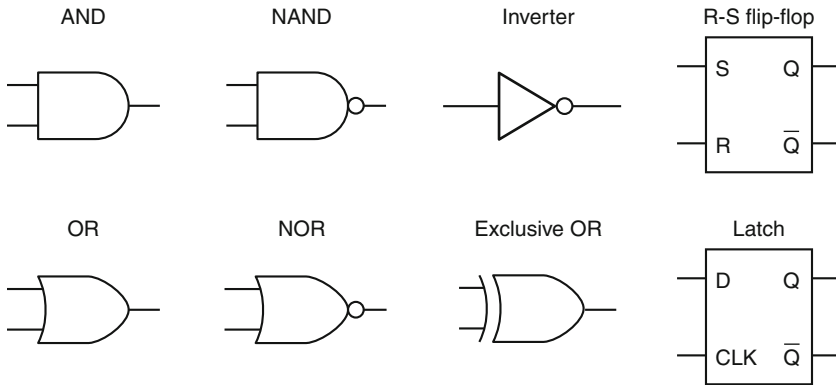 AND
NAND
Inverter
R-S flip-flop
S Q
R Q̅
OR
NOR
Exclusive OR
Latch
D Q
CLK Q̅